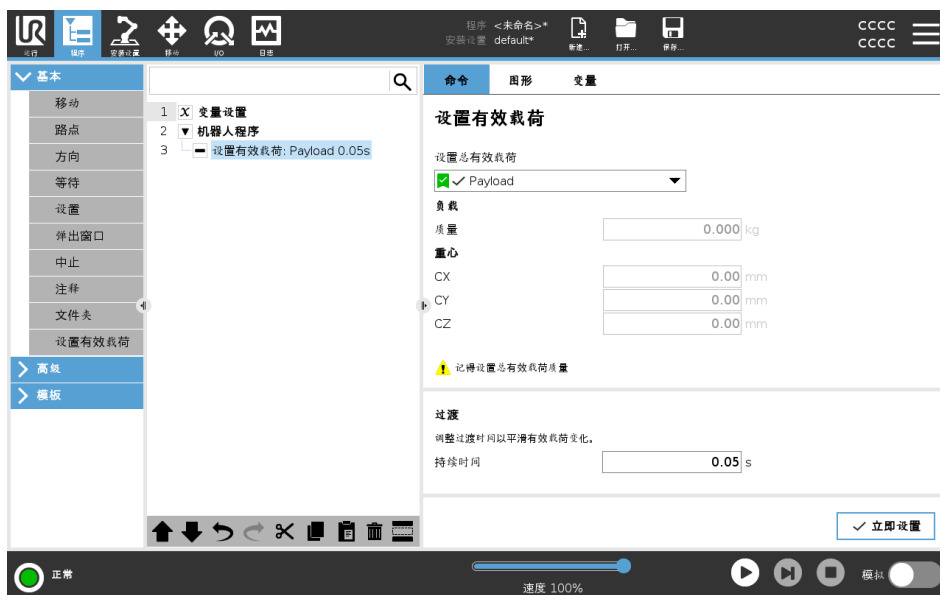 UR
运行
程序
安装设置
移动
I/O
日志
程序 <未命名>*
安装设置 default*
新建...
打开...
保存...
CCCC
CCCC
基本
移动
路点
方向
等待
设置
弹出窗口
中止
注释
文件夹
设置有效载荷
高级
模板
1 X 变量设置
2 机器人程序
3 设置有效载荷: Payload 0.05s
命令 图形 变量
设置有效载荷
设置总有效载荷
Payload
负载
质量 0.000 kg
重心
CX 0.00 mm
CY 0.00 mm
CZ 0.00 mm
记得设置总有效载荷质量
过渡
调整过渡时间以平滑有效载荷变化。
持续时间 0.05 s
立即设置
正常
速度 100%
模拟